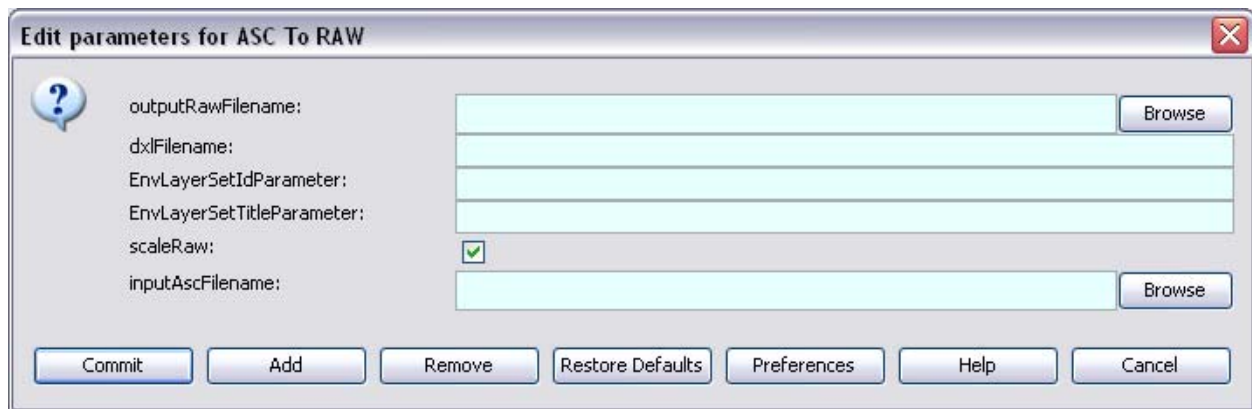 Edit parameters for ASC To RAW
outputRawFilename:
Browse
dxlFilename:
EnvLayerSetIdParameter:
EnvLayerSetTitleParameter:
scaleRaw:
inputAscFilename:
Browse
Commit Add Remove Restore Defaults Preferences Help Cancel